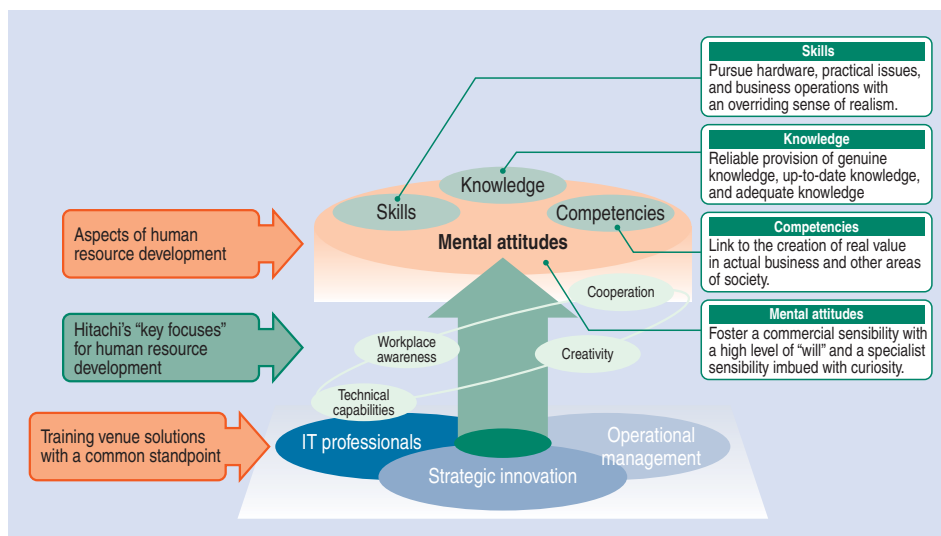 Skills
Pursue hardware, practical issues,
and business operations with
an overriding sense of realism.
Knowledge
Reliable provision of genuine
knowledge, up-to-date knowledge,
and adequate knowledge
Competencies
Link to the creation of real value
in actual business and other areas
of society.
Mental attitudes
Foster a commercial sensibility with
a high level of “will” and a specialist
sensibility imbued with curiosity.
Aspects of human
resource development
Knowledge
Skills
Competencies
Mental attitudes
Hitachi’s “key focuses”
for human resource
development
Cooperation
Workplace
awareness
Creativity
Technical
capabilities
Training venue solutions
with a common standpoint
IT professionals
Operational
management
Strategic innovation